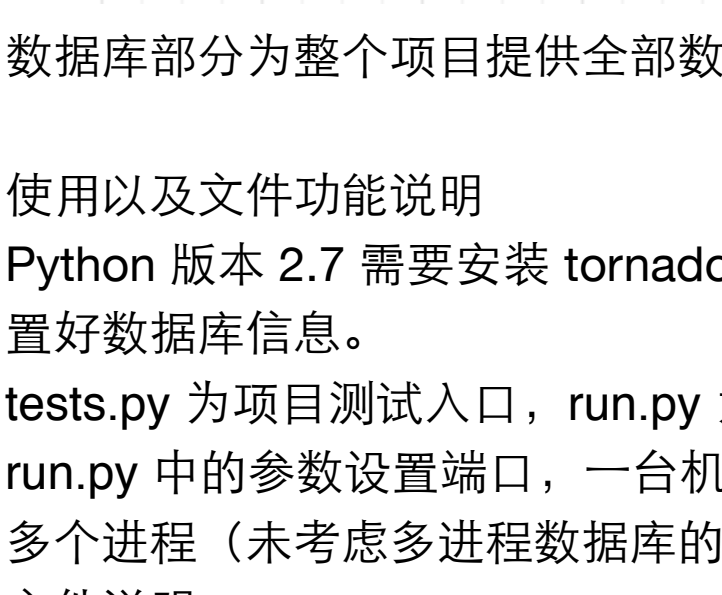 数据库部分为整个项目提供全部数
使用以及文件功能说明
Python 版本 2.7 需要安装 tornado
置好数据库信息。
tests.py 为项目测试入口，run.py
run.py 中的参数设置端口，一台机
多个进程（未考虑多进程数据库的
文件说明